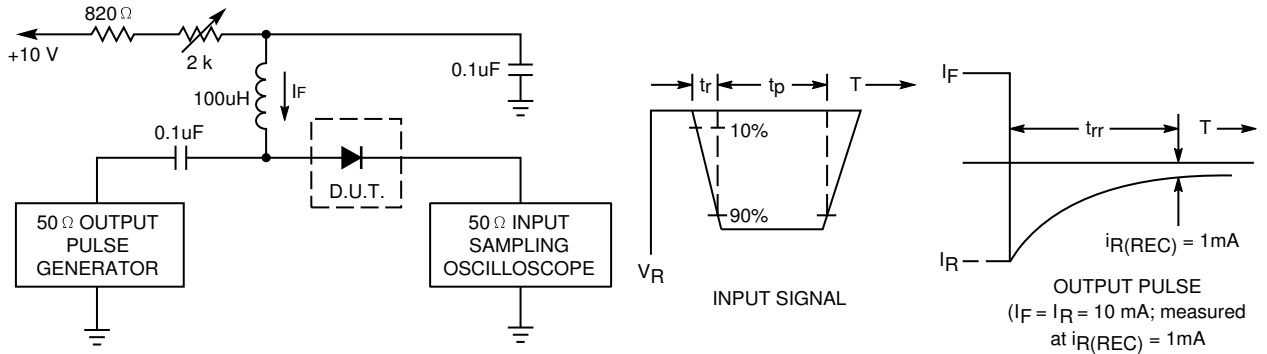 820 Ω
+10 V
2 k
100uH
IF
0.1uF
0.1uF
D.U.T.
50 Ω OUTPUT
PULSE
GENERATOR
50 Ω INPUT
SAMPLING
OSCILLOSCOPE
tr
tp
T
10%
90%
VR
INPUT SIGNAL
IF
trr
T
iR(REC) = 1mA
IR
OUTPUT PULSE
(IF = IR = 10 mA; measured
at iR(REC) = 1mA